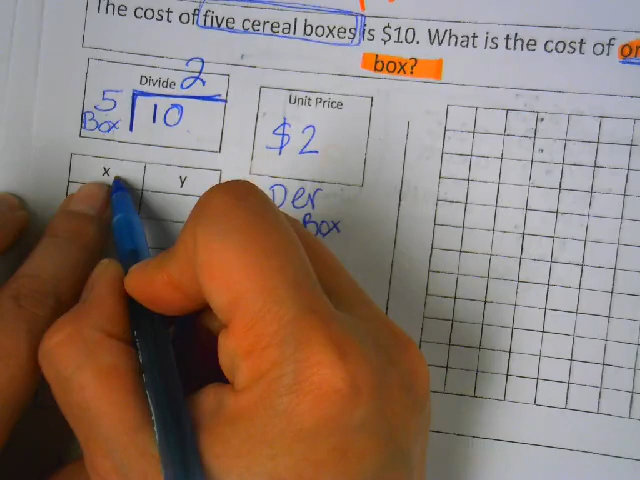 The cost of five cereal boxes is $10. What is the cost of
box?
Divide 2
5
Box
10
Unit Price
$2
Per
Box
x y